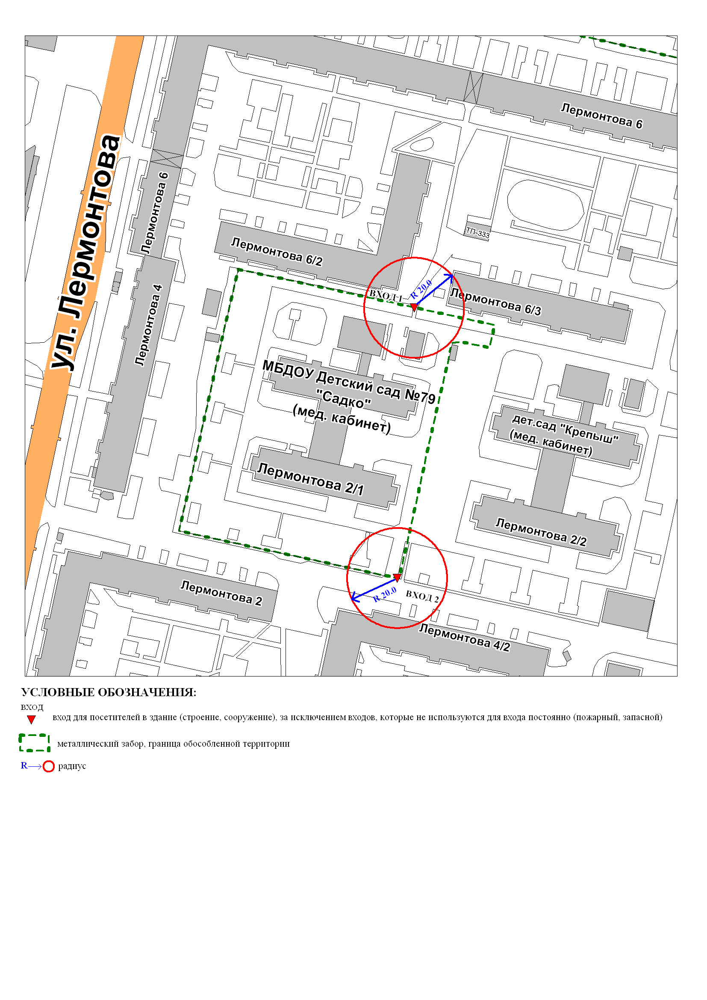 Лермонтова 6
ул. Лермонтова
Лермонтова 6
ТП-333
Лермонтова 6/2
R 20.0
ВХОД 1
Лермонтова 6/3
Лермонтова 4
МБДОУ Детский сад №79
"Садко"
(мед. кабинет)
дет.сад "Крепыш"
(мед. кабинет)
Лермонтова 2/1
Лермонтова 2/2
Лермонтова 2
R 20.0
ВХОД 2
Лермонтова 4/2
УСЛОВНЫЕ ОБОЗНАЧЕНИЯ:
ВХОД
вход для посетителей в здание (строение, сооружение), за исключением входов, которые не используются для входа постоянно (пожарный, запасной)
металлический забор, граница обособленной территории
R
радиус